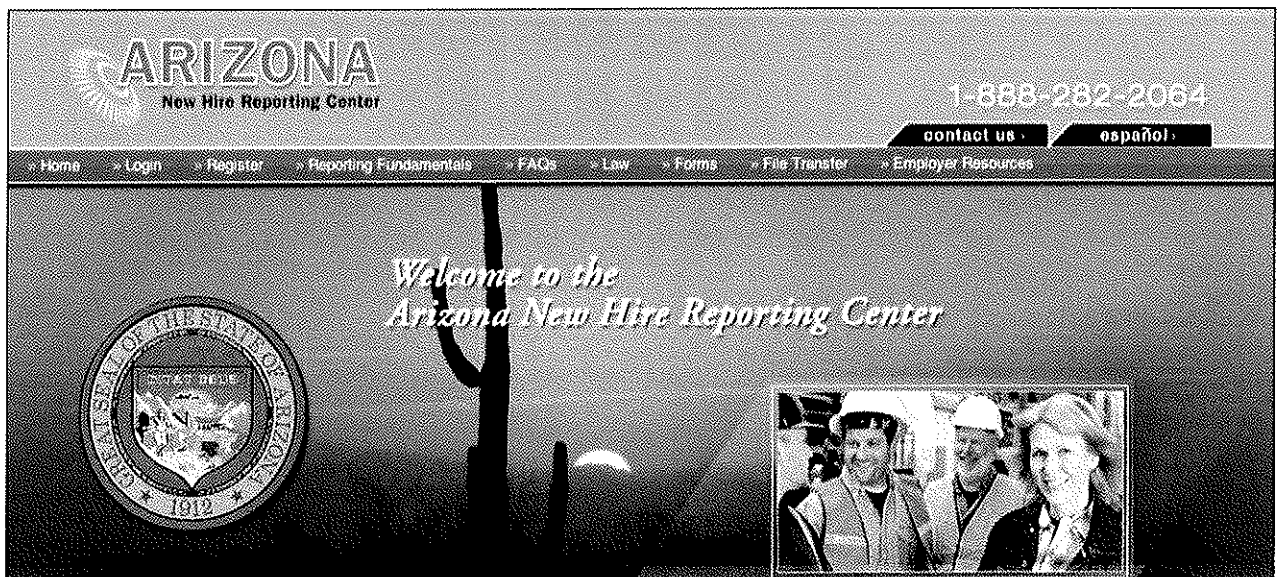 ARIZONA
New Hire Reporting Center
1-888-282-2064
contact us ›
español ›
» Home » Login » Register » Reporting Fundamentals » FAQs » Law » Forms » File Transfer » Employer Resources
Welcome to the
Arizona New Hire Reporting Center
GREAT SEAL OF THE STATE OF ARIZONA
DITAT DEUS
1912